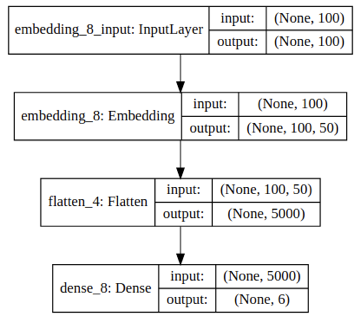 embedding_8_input: InputLayer
input: (None, 100)
output: (None, 100)
embedding_8: Embedding
input: (None, 100)
output: (None, 100, 50)
flatten_4: Flatten
input: (None, 100, 50)
output: (None, 5000)
dense_8: Dense
input: (None, 5000)
output: (None, 6)